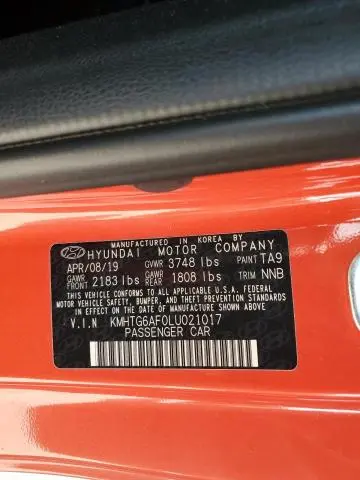 MANUFACTURED IN KOREA BY
HYUNDAI MOTOR COMPANY
APR/08/19 GVWR 3748 lbs PAINT TA9
GAWR FRONT 2183 lbs GAWR REAR 1808 lbs TRIM NNB
THIS VEHICLE CONFORMS TO ALL APPLICABLE FEDERAL
MOTOR VEHICLE SAFETY, BUMPER, AND THEFT PREVENTION
STANDARDS IN EFFECT ON THE DATE OF MANUFACTURE SHOWN ABOVE
V.I.N KMHTG6AF0LU021017
PASSENGER CAR